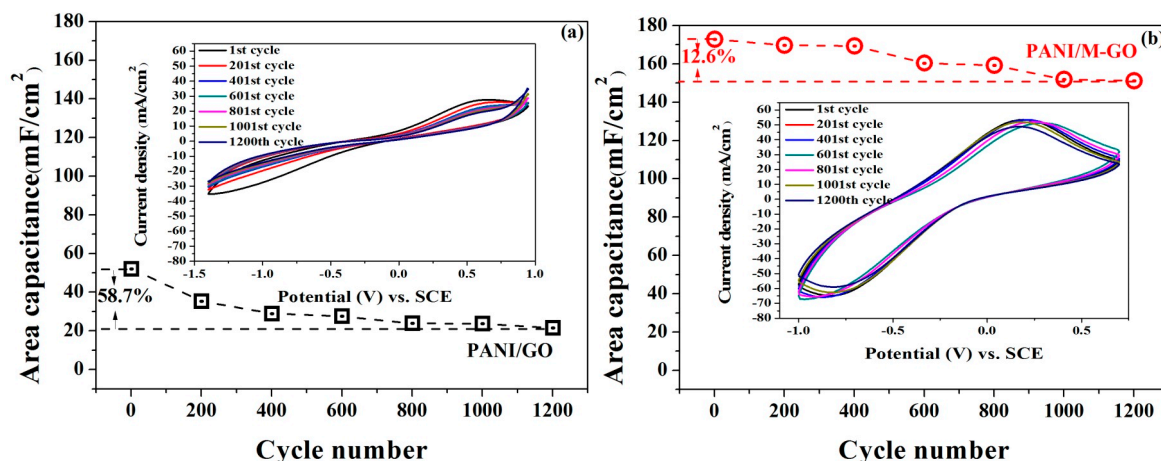 (a)
180
160
140
120
100
80
60
40
20
0
Area capacitance(mF/cm2
0
200
400
600
800
1000
1200
Cycle number
58.7%
PANI/GO
1st cycle
201st cycle
401st cycle
601st cycle
801st cycle
1001st cycle
1200th cycle
60
50
40
30
20
10
0
-10
-20
-30
-40
-50
-60
-70
-80
Current density (mA/cm2)
-1.5
-1.0
-0.5
0.0
0.5
1.0
Potential (V) vs. SCE
(b)
180
160
140
120
100
80
60
40
20
0
Area capacitance(mF/cm2
0
200
400
600
800
1000
1200
Cycle number
12.6%
PANI/M-GO
1st cycle
201st cycle
401st cycle
601st cycle
801st cycle
1001st cycle
1200th cycle
60
50
40
30
20
10
0
-10
-20
-30
-40
-50
-60
-70
-80
Current density (mA/cm2)
-1.0
-0.5
0.0
0.5
Potential (V) vs. SCE